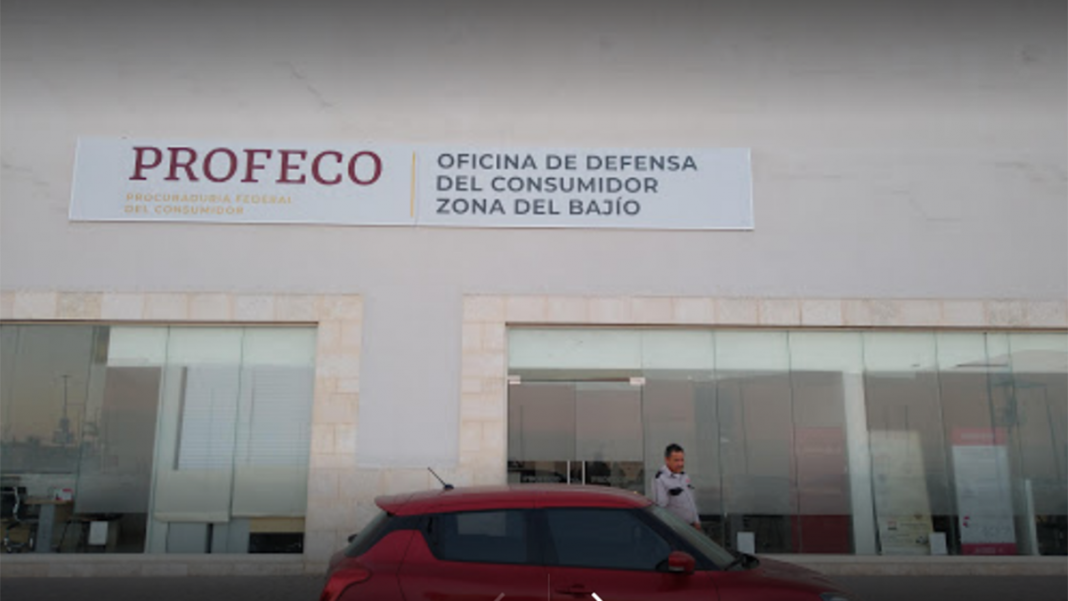 PROFECO
PROCURADURÍA FEDERAL
DEL CONSUMIDOR
OFICINA DE DEFENSA
DEL CONSUMIDOR
ZONA DEL BAJÍO